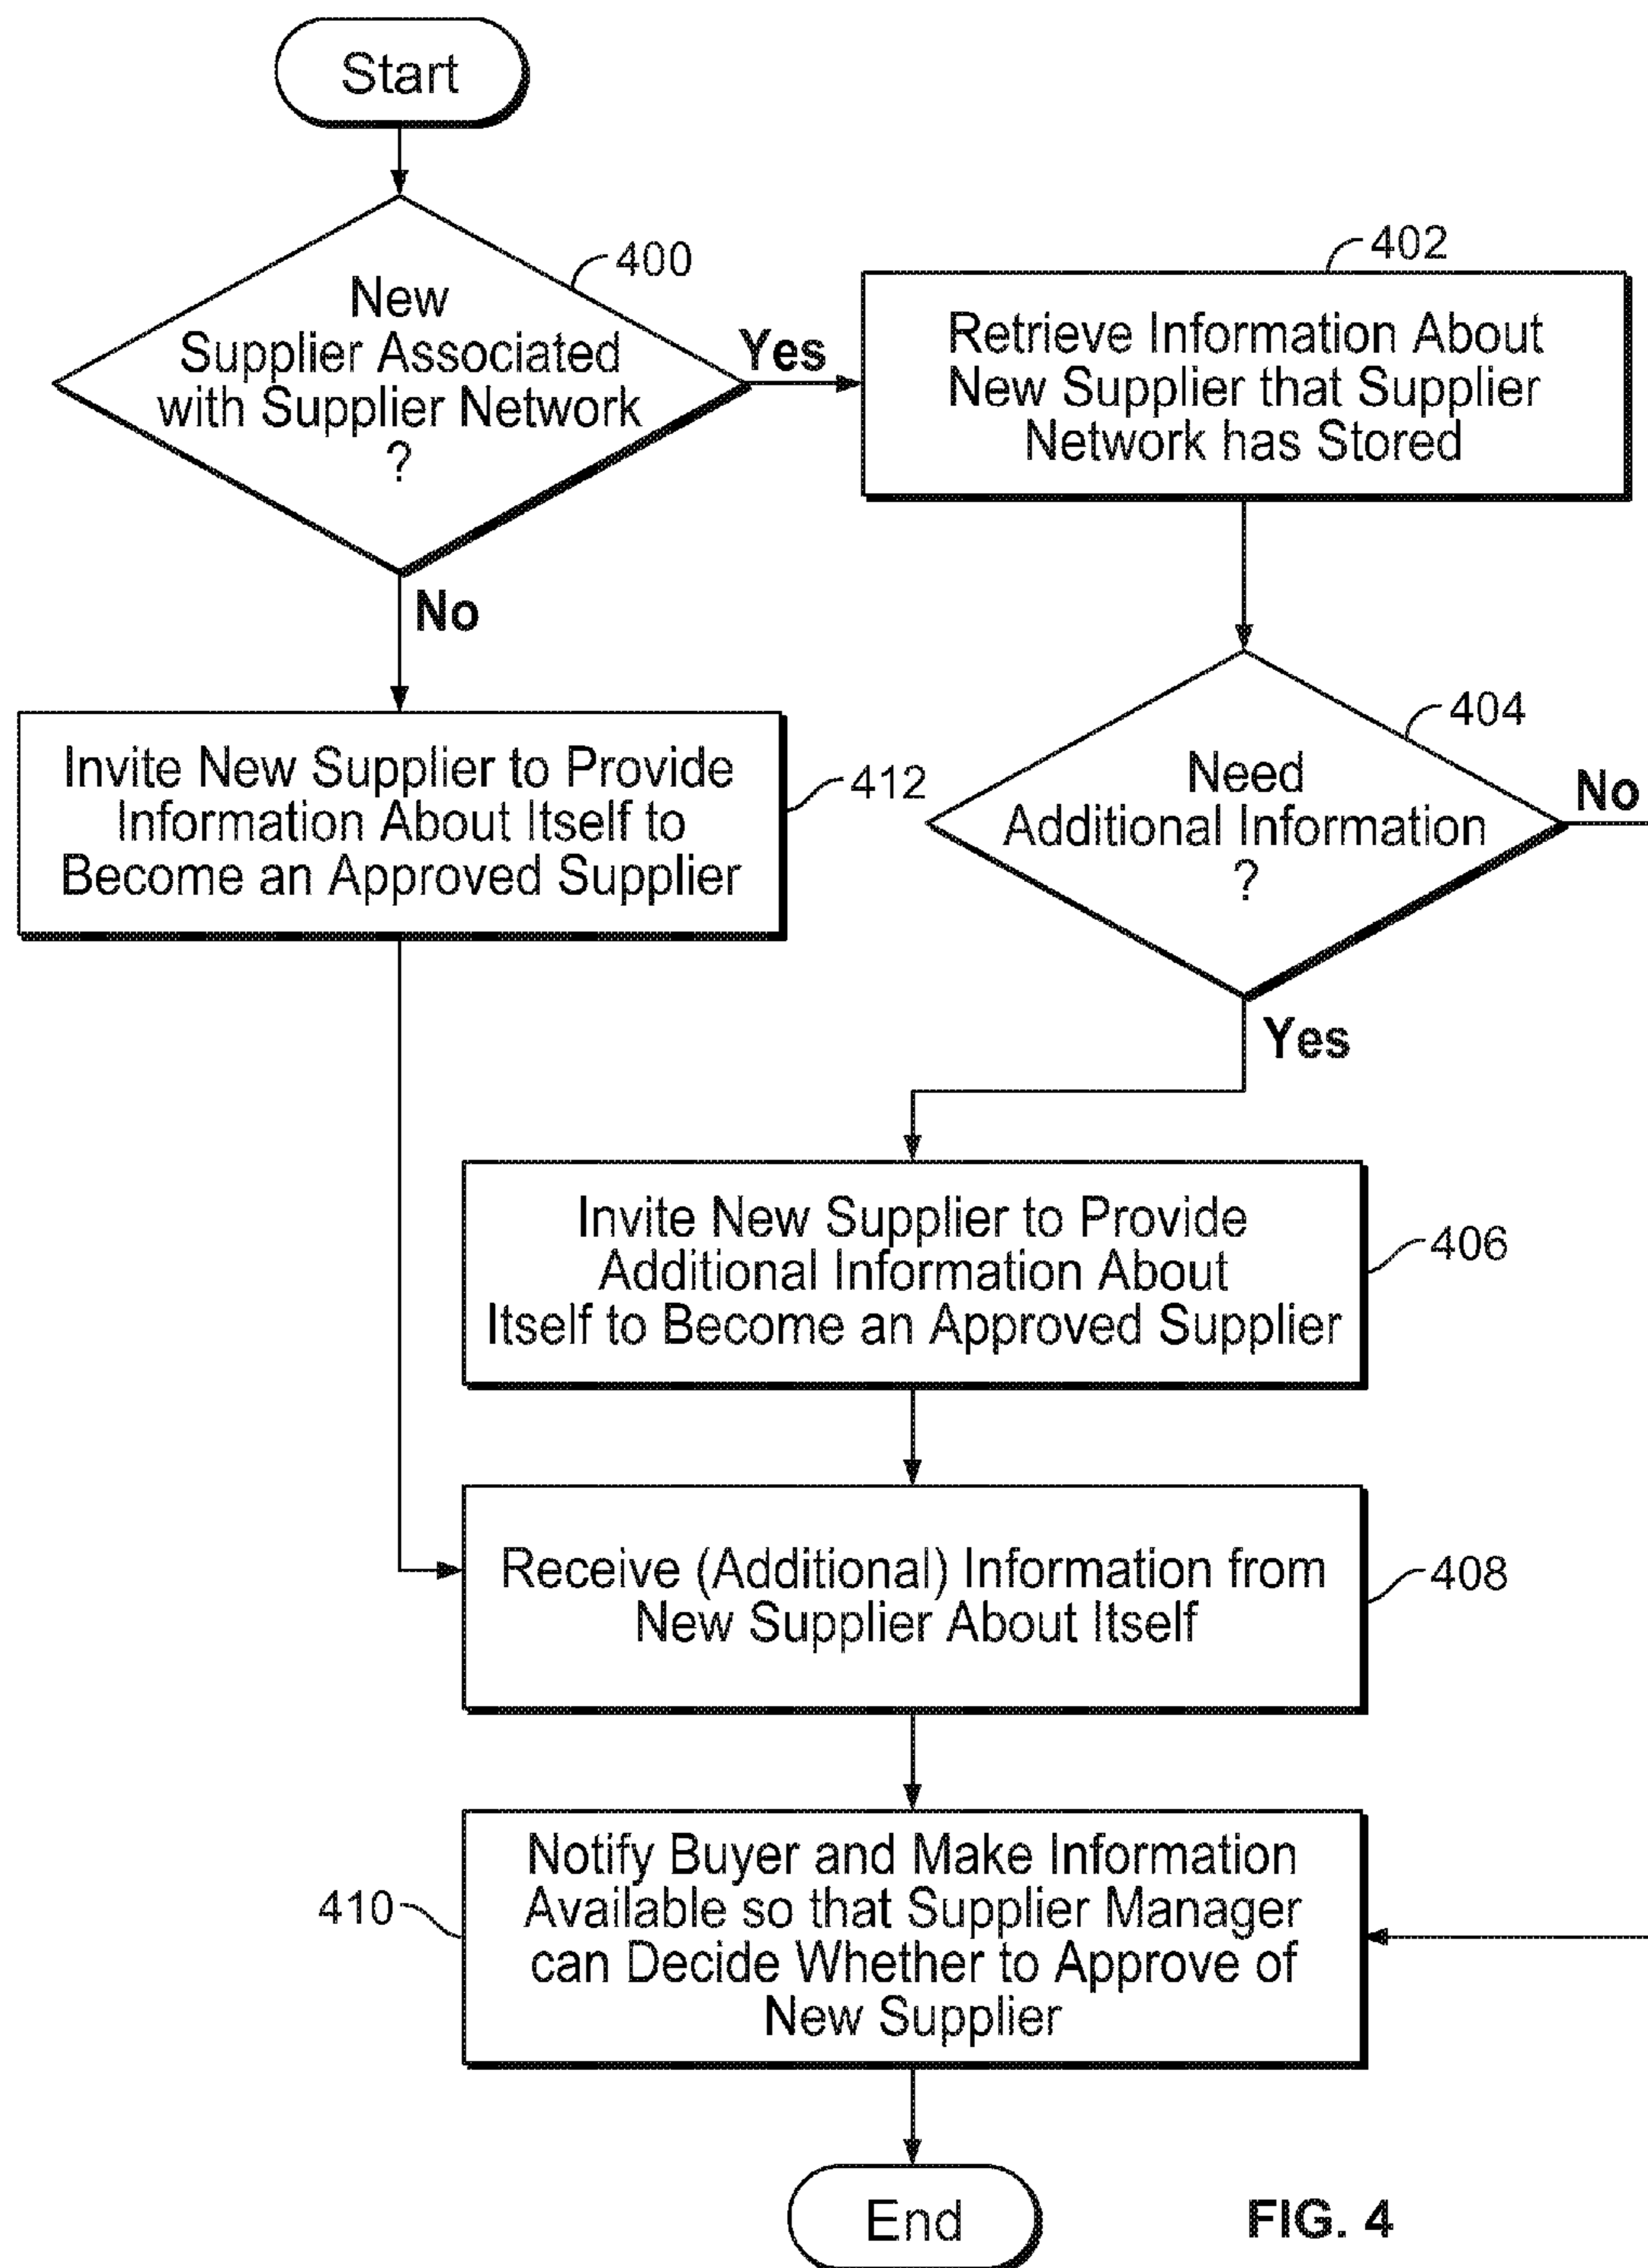 Start
400
New
Supplier Associated
with Supplier Network
?
Yes
No
402
Retrieve Information About
New Supplier that Supplier
Network has Stored
412
Invite New Supplier to Provide
Information About Itself to
Become an Approved Supplier
404
Need
Additional Information
?
No
Yes
Invite New Supplier to Provide
Additional Information About
Itself to Become an Approved Supplier
406
Receive (Additional) Information from
New Supplier About Itself
408
410
Notify Buyer and Make Information
Available so that Supplier Manager
can Decide Whether to Approve of
New Supplier
End
FIG. 4